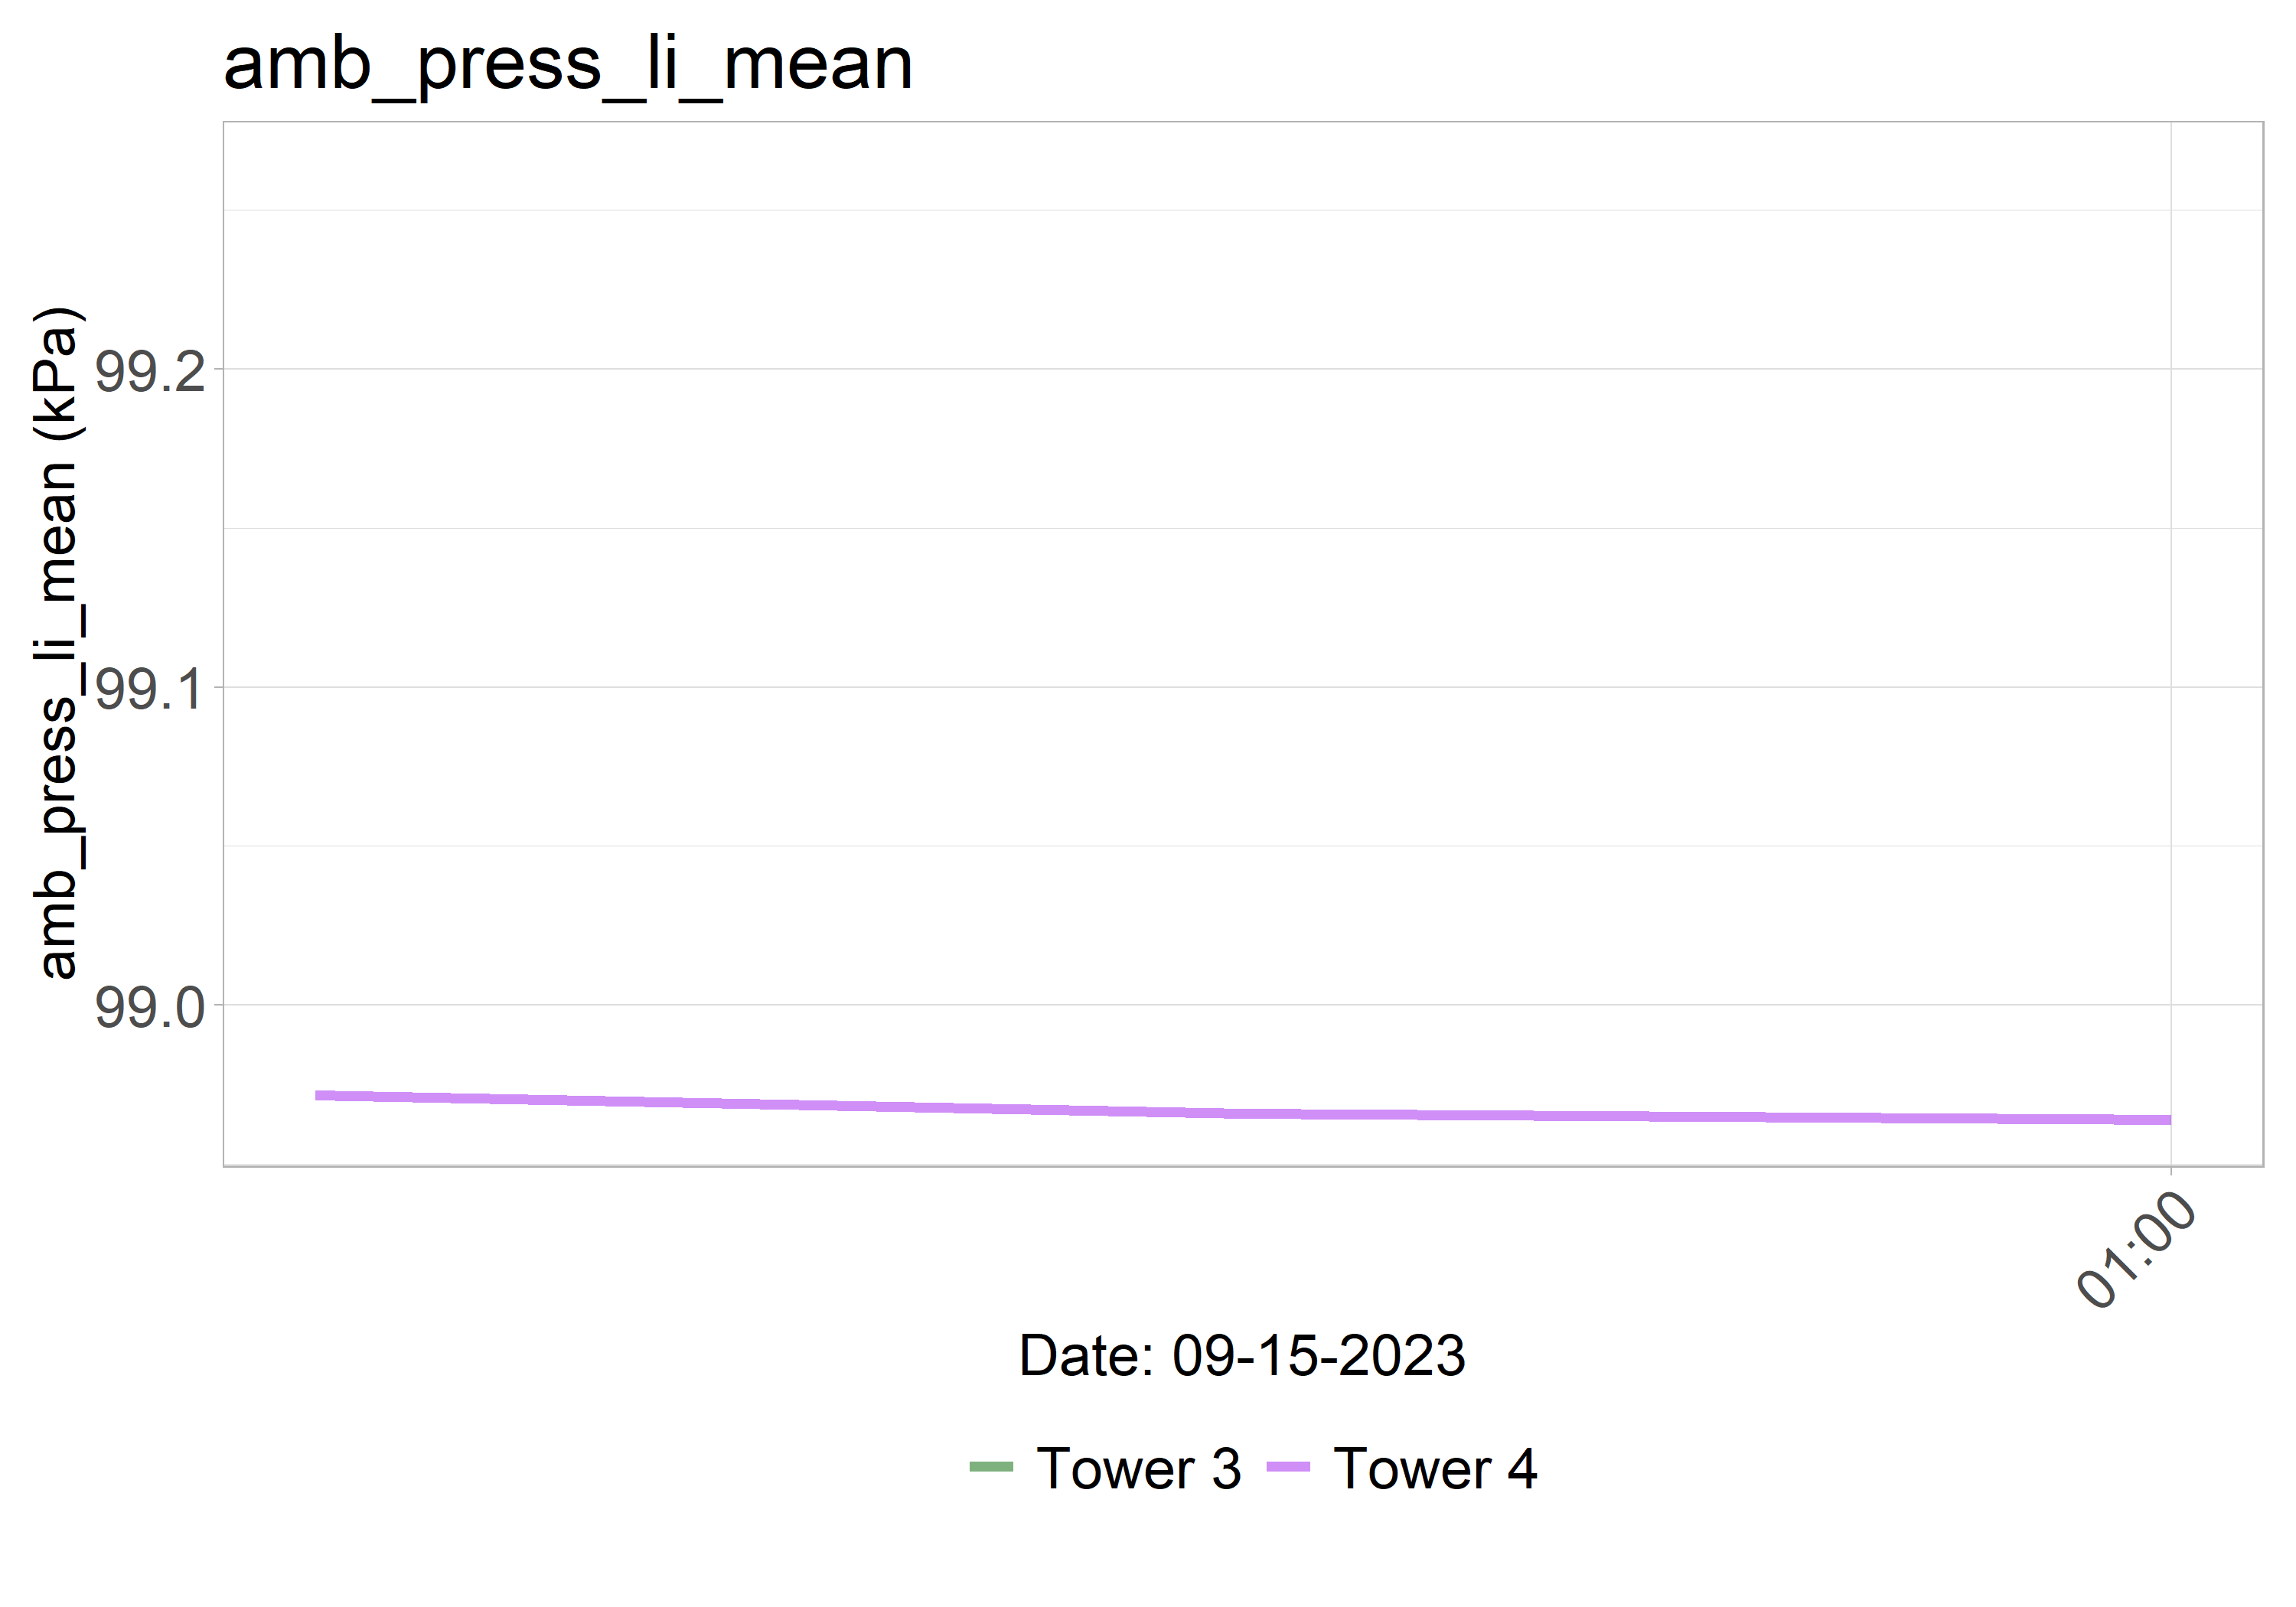 amb_press_li_mean
amb_press_li_mean (kPa)
99.2
99.1
99.0
01:00
Date: 09-15-2023
Tower 3 Tower 4